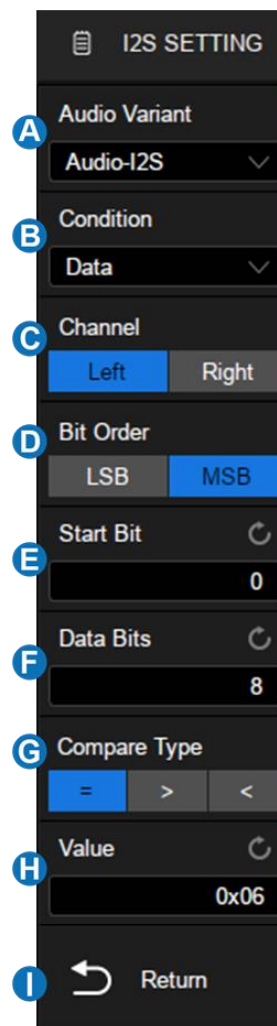 I2S SETTING
A
Audio Variant
Audio-I2S
B
Condition
Data
C
Channel
Left Right
D
Bit Order
LSB MSB
E
Start Bit
0
F
Data Bits
8
G
Compare Type
= > <
H
Value
0x06
I
Return